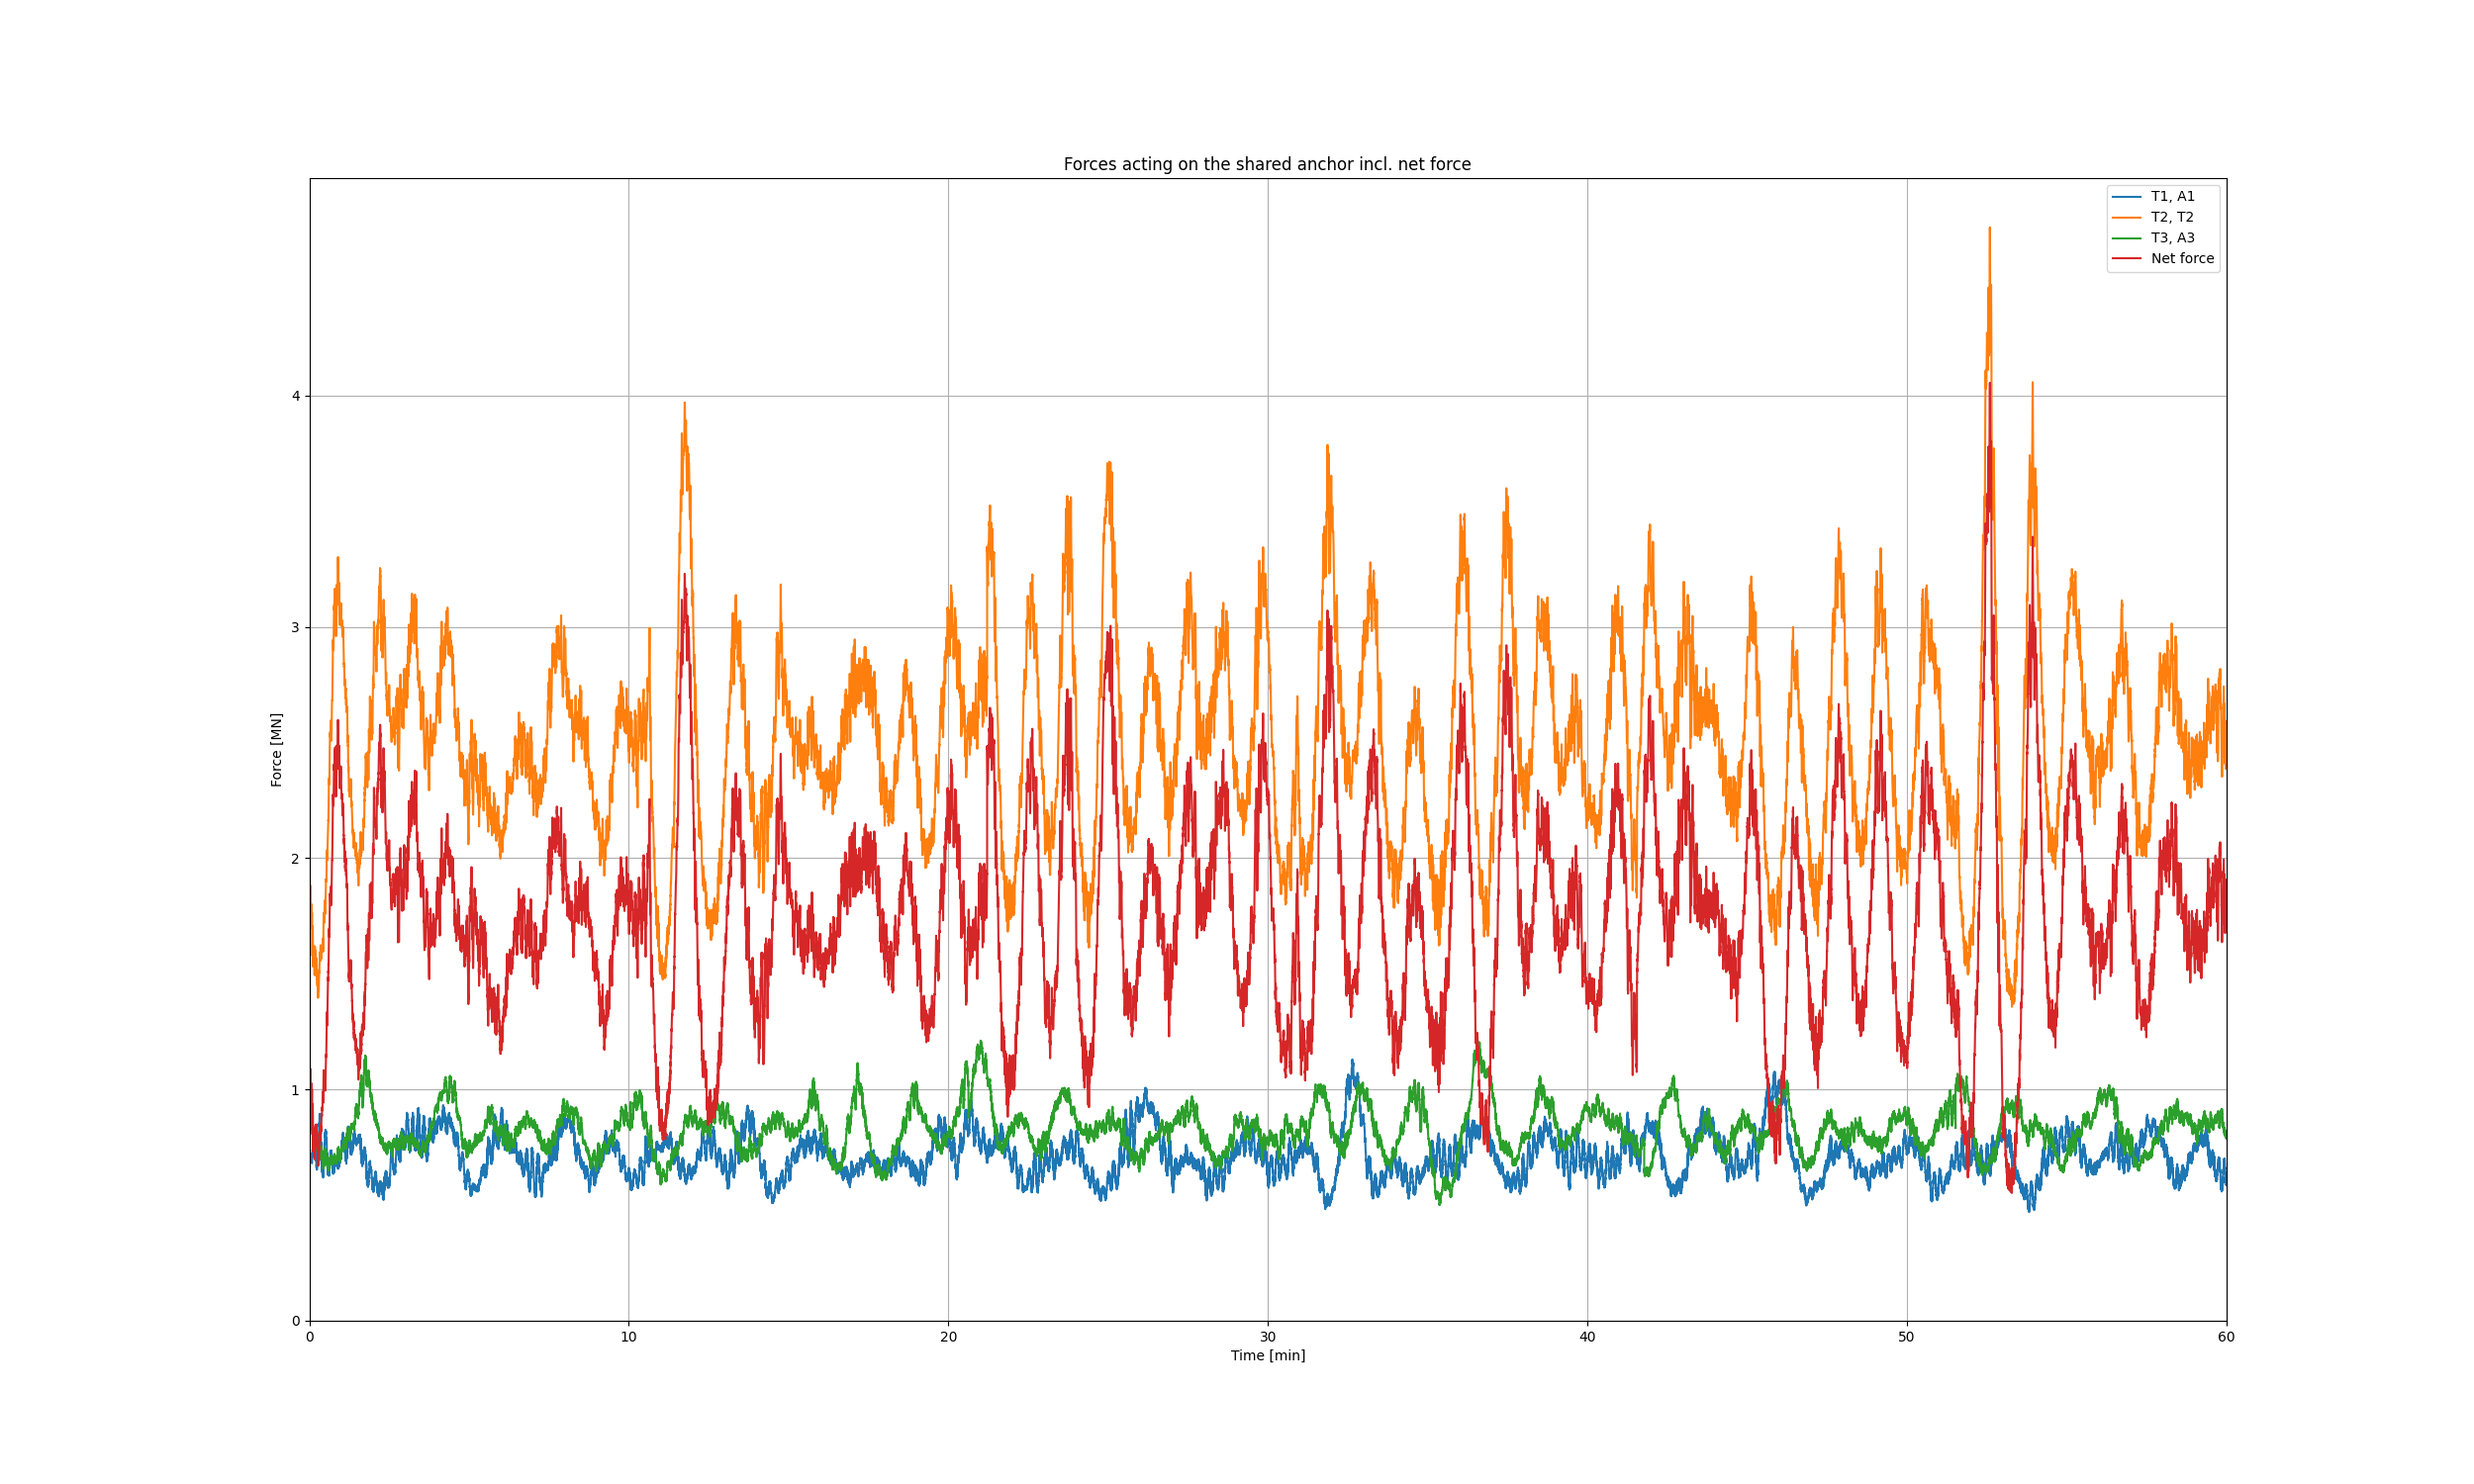 Forces acting on the shared anchor incl. net force
T1, A1
T2, T2
T3, A3
Net force
Force [MN]
4
3
2
1
0
0 10 20 30 40 50 60
Time [min]